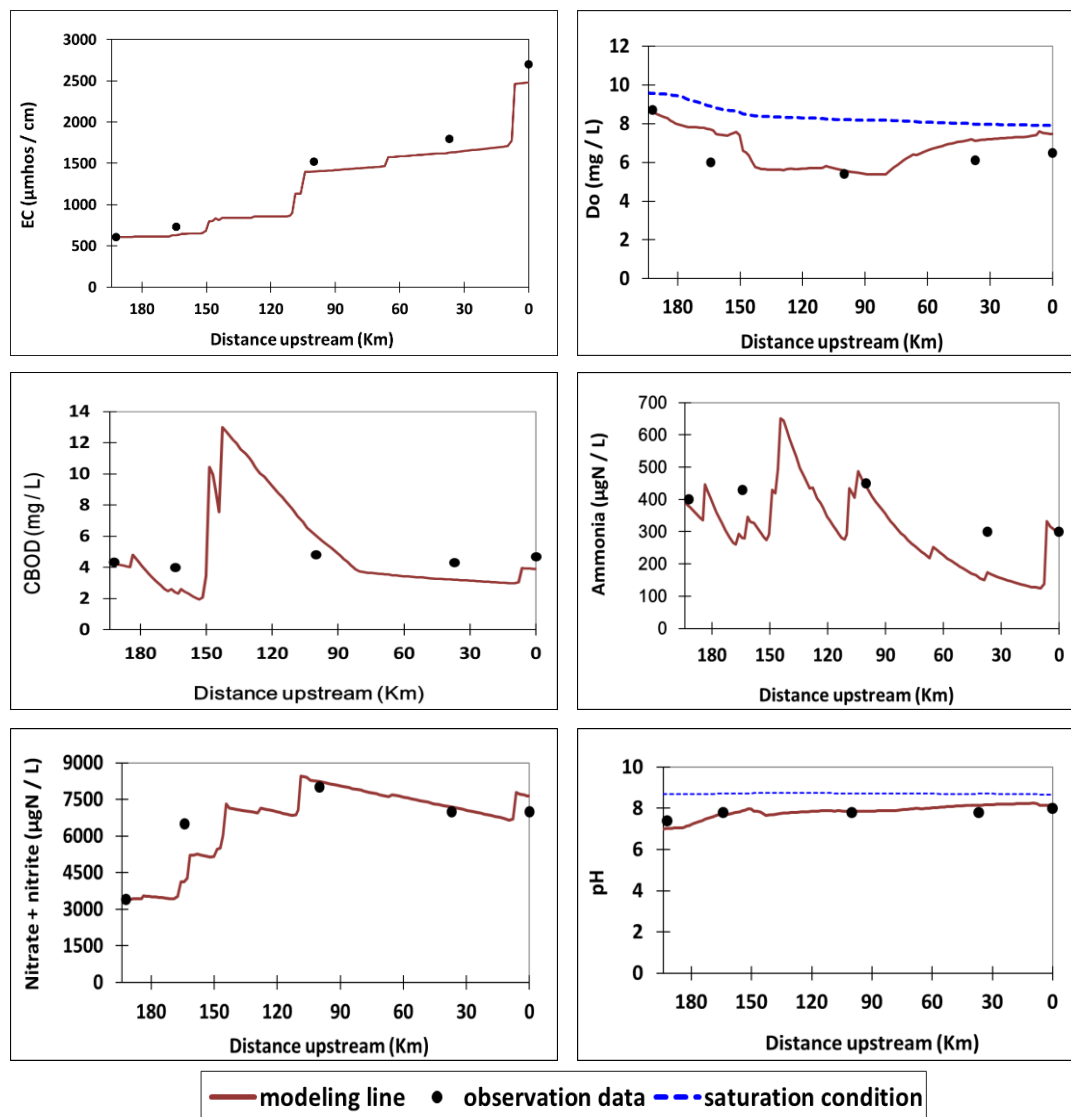 3000
2500
2000
1500
1000
500
0
EC (µmhos / cm)
180 150 120 90 60 30 0
Distance upstream (Km)
12
10
8
6
4
2
0
Do (mg / L)
180 150 120 90 60 30 0
Distance upstream (Km)
14
12
10
8
6
4
2
0
CBOD (mg / L)
180 150 120 90 60 30 0
Distance upstream (Km)
700
600
500
400
300
200
100
0
Ammonia (µgN / L)
180 150 120 90 60 30 0
Distance upstream (Km)
9000
7500
6000
4500
3000
1500
0
Nitrate + nitrite (µgN / L)
180 150 120 90 60 30 0
Distance upstream (Km)
10
8
6
4
2
0
pH
180 150 120 90 60 30 0
Distance upstream (Km)
modeling line observation data saturation condition